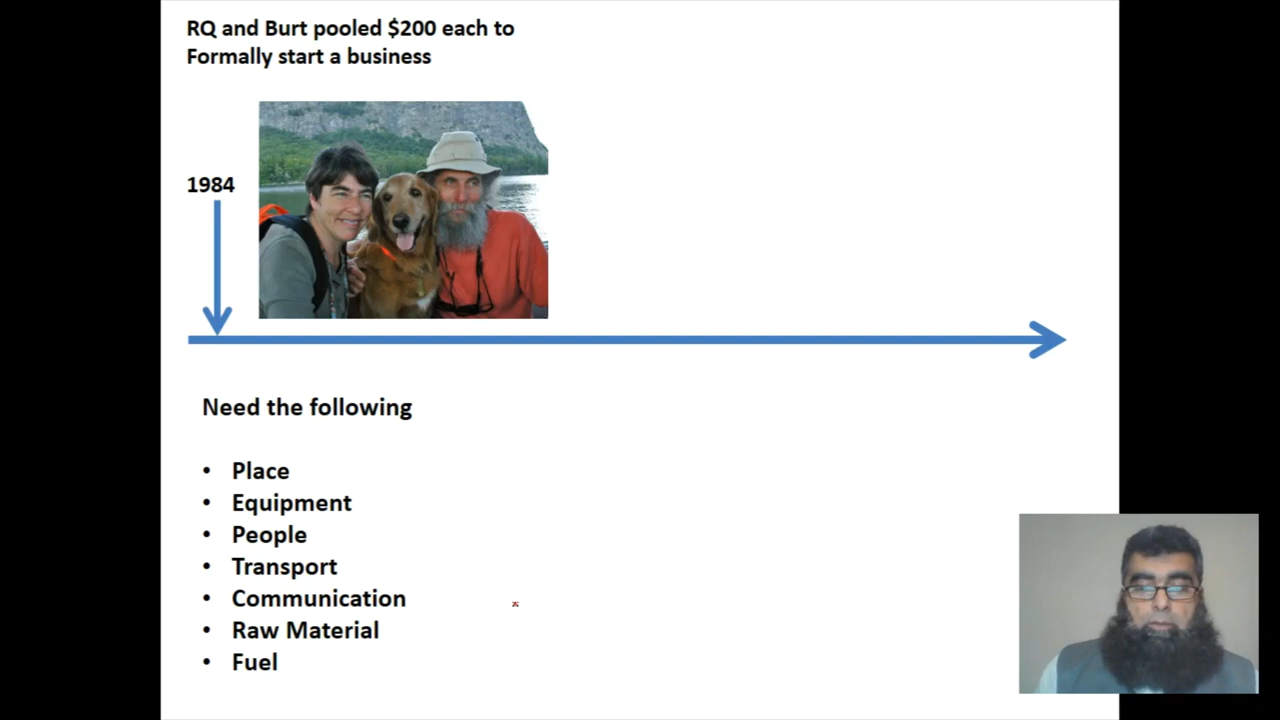 RQ and Burt pooled $200 each to
Formally start a business
1984
Need the following
• Place
• Equipment
• People
• Transport
• Communication
• Raw Material
• Fuel